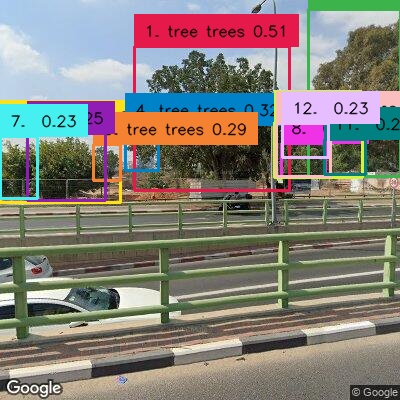 1. tree trees 0.51
4. tree trees 0.32
12. 0.23
7. 0.23
25
tree trees 0.29
8.
11. 0.2
Google
© Google